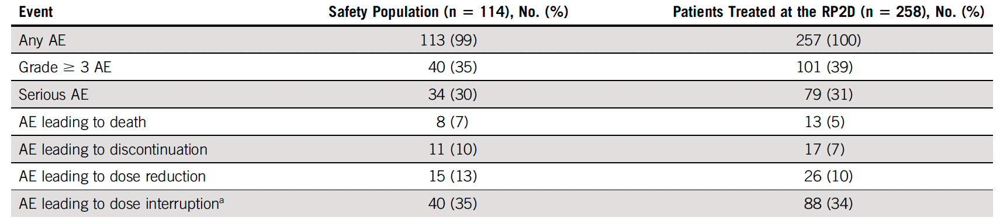 Event Safety Population (n = 114), No. (%) Patients Treated at the RP2D (n = 258), No. (%)
Any AE 113 (99) 257 (100)
Grade ≥ 3 AE 40 (35) 101 (39)
Serious AE 34 (30) 79 (31)
AE leading to death 8 (7) 13 (5)
AE leading to discontinuation 11 (10) 17 (7)
AE leading to dose reduction 15 (13) 26 (10)
AE leading to dose interruptionᵃ 40 (35) 88 (34)